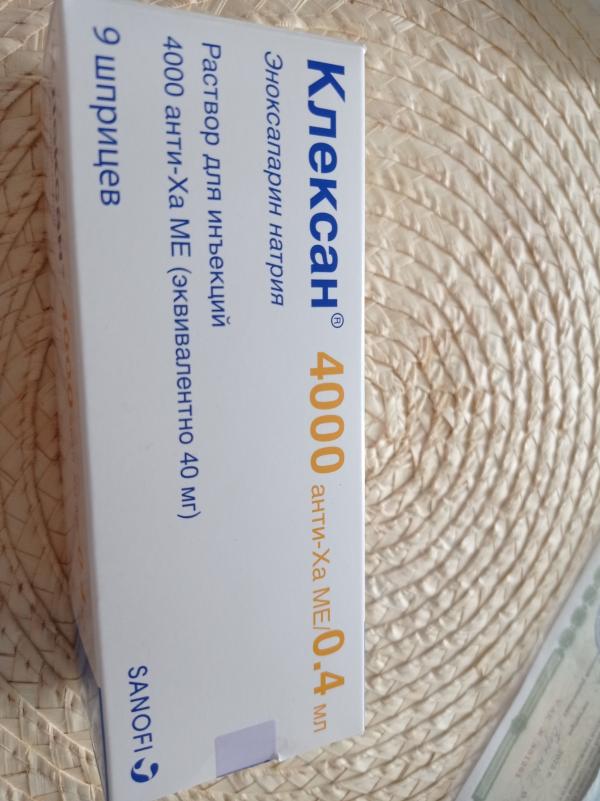 Клексан® 4000 анти-Ха МЕ/0.4 мл
Эноксапарин натрия
Раствор для инъекций
4000 анти-Ха МЕ (эквивалентно 40 мг)
9 шприцев
SANOFI